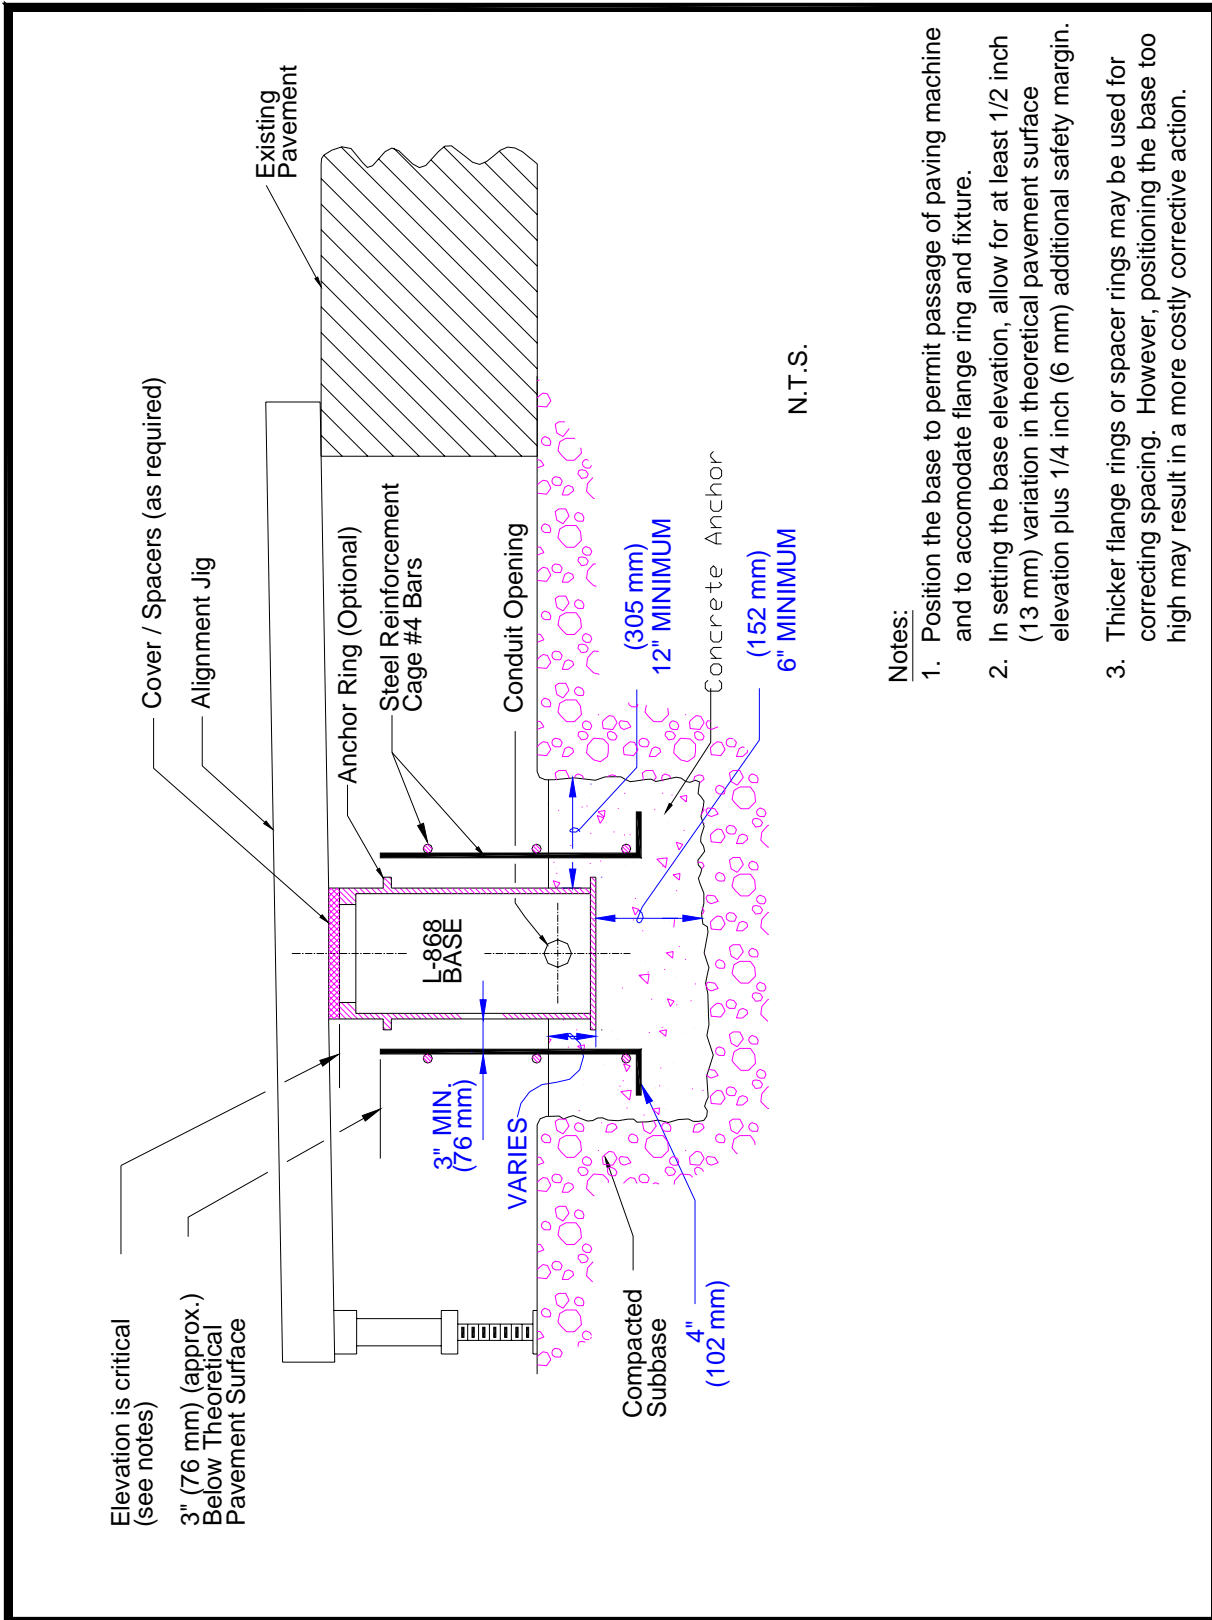 Elevation is critical
(see notes)
3" (76 mm) (approx.)
Below Theoretical
Pavement Surface
Cover / Spacers (as required)
Alignment Jig
Existing
Pavement
Anchor Ring (Optional)
Steel Reinforcement
Cage #4 Bars
Conduit Opening
L-868
BASE
3" MIN.
(76 mm)
VARIES
(305 mm)
12" MINIMUM
Concrete Anchor
(152 mm)
6" MINIMUM
Compacted
Subbase
4"
(102 mm)
N.T.S.
Notes:
1. Position the base to permit passage of paving machine
and to accomodate flange ring and fixture.
2. In setting the base elevation, allow for at least 1/2 inch
(13 mm) variation in theoretical pavement surface
elevation plus 1/4 inch (6 mm) additional safety margin.
3. Thicker flange rings or spacer rings may be used for
correcting spacing. However, positioning the base too
high may result in a more costly corrective action.